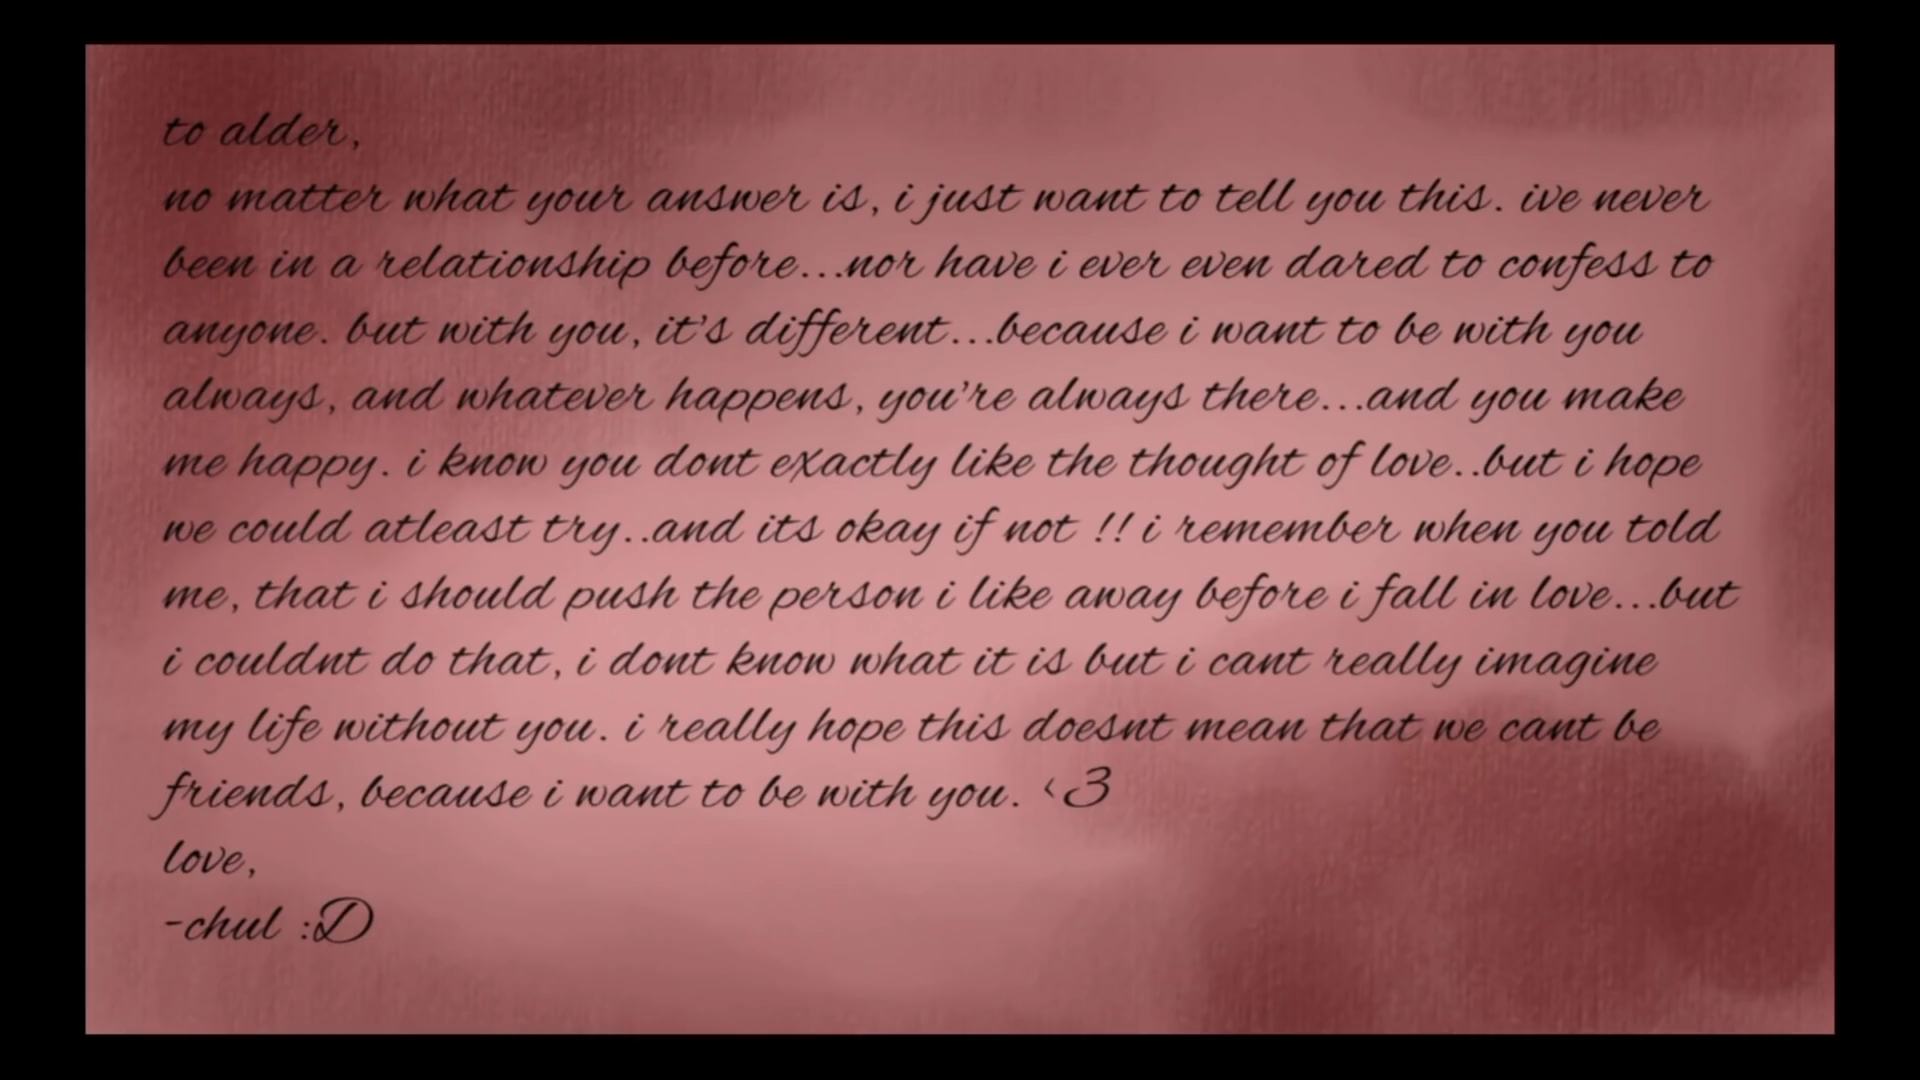 to alder,
no matter what your answer is, i just want to tell you this. ive never
been in a relationship before...nor have i ever even dared to confess to
anyone. but with you, it's different...because i want to be with you
always, and whatever happens, you're always there...and you make
me happy. i know you dont exactly like the thought of love..but i hope
we could atleast try..and its okay if not !! i remember when you told
me, that i should push the person i like away before i fall in love...but
i couldnt do that, i dont know what it is but i cant really imagine
my life without you. i really hope this doesnt mean that we cant be
friends, because i want to be with you. <3
love,
-chul :D